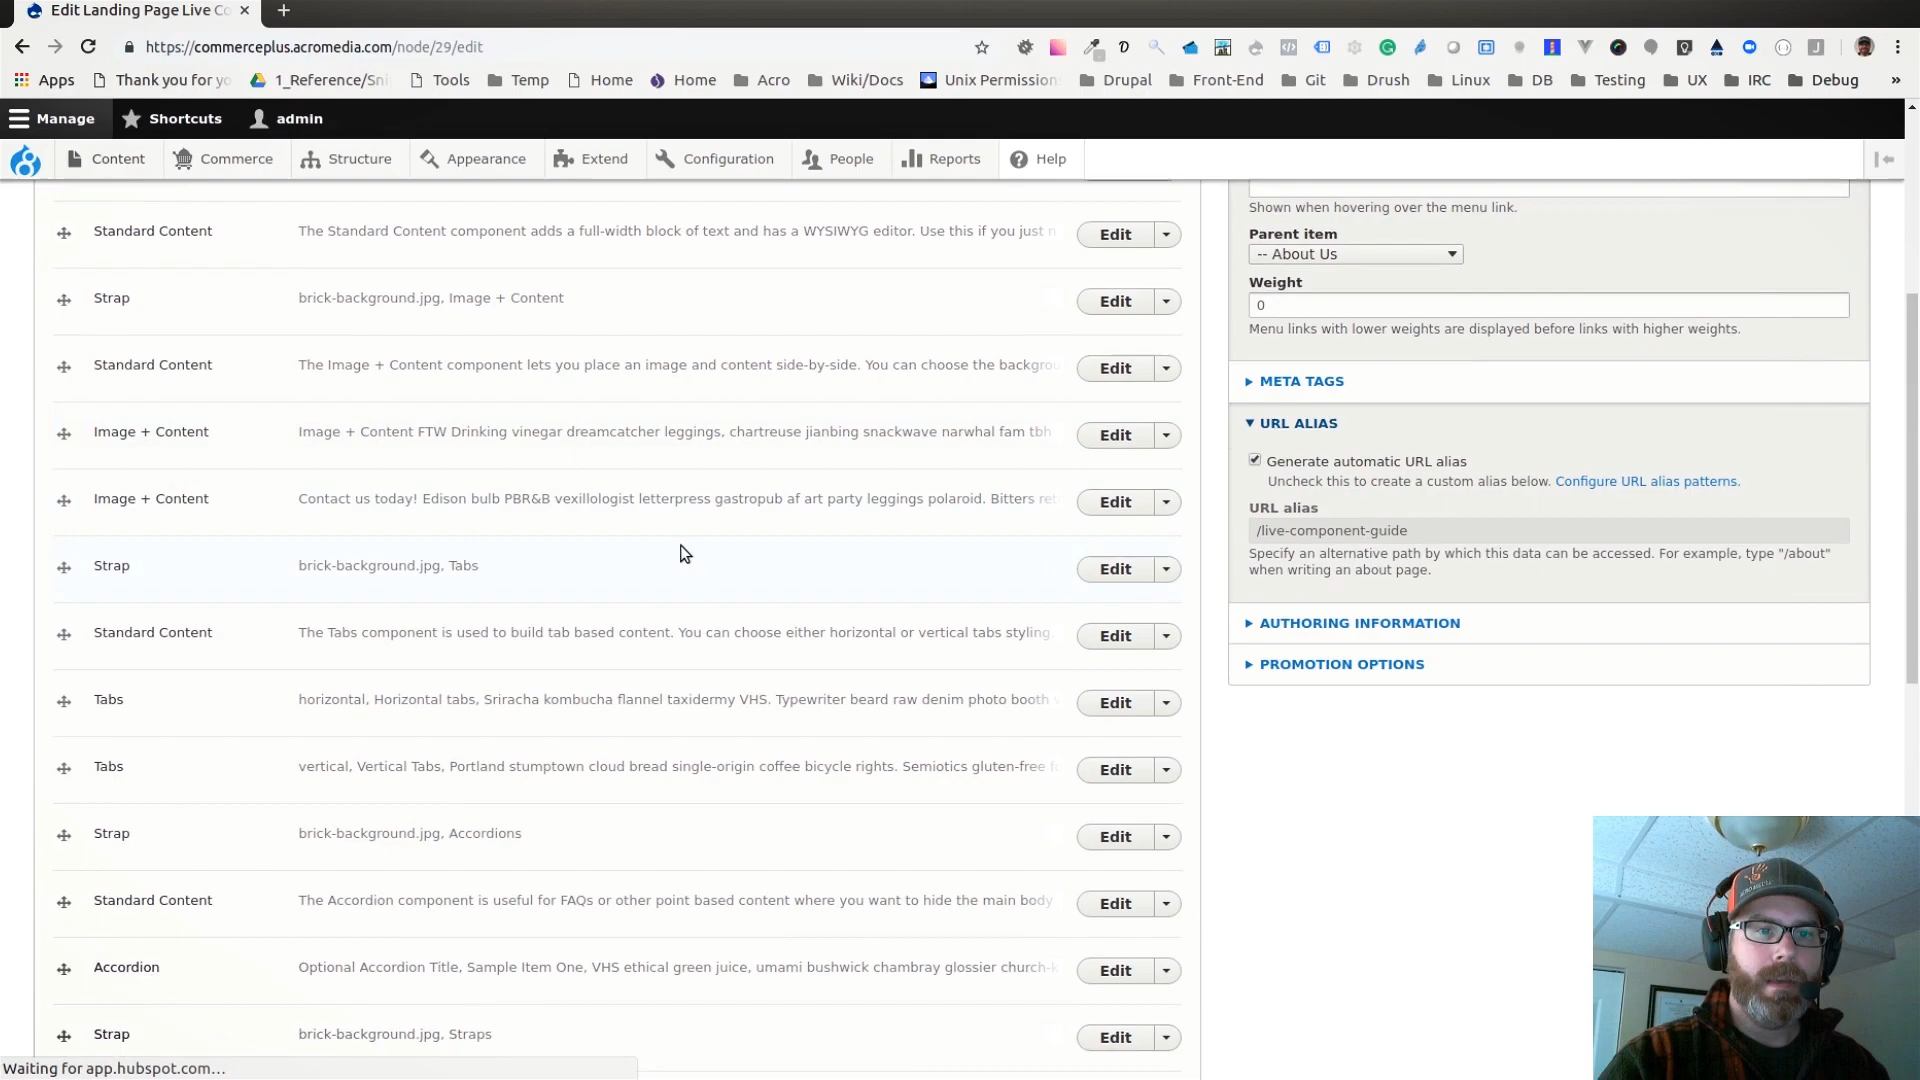 Edit Landing Page Live Co
https://commerceplus.acromedia.com/node/29/edit
Apps
Thank you for yo
1_Reference/Sni
Tools
Temp
Home
Home
Acro
Wiki/Docs
Unix Permission
Drupal
Front-End
Git
Drush
Linux
DB
Testing
UX
IRC
Debug
»
Manage
Shortcuts
admin
Content
Commerce
Structure
Appearance
Extend
Configuration
People
Reports
Help
Standard Content
The Standard Content component adds a full-width block of text and has a WYSIWYG editor. Use this if you just n
Edit
Strap
brick-background.jpg, Image + Content
Edit
Standard Content
The Image + Content component lets you place an image and content side-by-side. You can choose the backgrou
Edit
Image + Content
Image + Content FTW Drinking vinegar dreamcatcher leggings, chartreuse jianbing snackwave narwhal fam tbh
Edit
Image + Content
Contact us today! Edison bulb PBR&B vexillologist letterpress gastropub af art party leggings polaroid. Bitters ret
Edit
Strap
brick-background.jpg, Tabs
Edit
Standard Content
The Tabs component is used to build tab based content. You can choose either horizontal or vertical tabs styling.
Edit
Tabs
horizontal, Horizontal tabs, Sriracha kombucha flannel taxidermy VHS. Typewriter beard raw denim photo booth v
Edit
Tabs
vertical, Vertical Tabs, Portland stumptown cloud bread single-origin coffee bicycle rights. Semiotics gluten-free fo
Edit
Strap
brick-background.jpg, Accordions
Edit
Standard Content
The Accordion component is useful for FAQs or other point based content where you want to hide the main body
Edit
Accordion
Optional Accordion Title, Sample Item One, VHS ethical green juice, umami bushwick chambray glossier church-k
Edit
Strap
brick-background.jpg, Straps
Edit
Shown when hovering over the menu link.
Parent item
-- About Us
Weight
0
Menu links with lower weights are displayed before links with higher weights.
META TAGS
URL ALIAS
Generate automatic URL alias
Uncheck this to create a custom alias below. Configure URL alias patterns.
URL alias
/live-component-guide
Specify an alternative path by which this data can be accessed. For example, type "/about"
when writing an about page.
AUTHORING INFORMATION
PROMOTION OPTIONS
Waiting for app.hubspot.com...